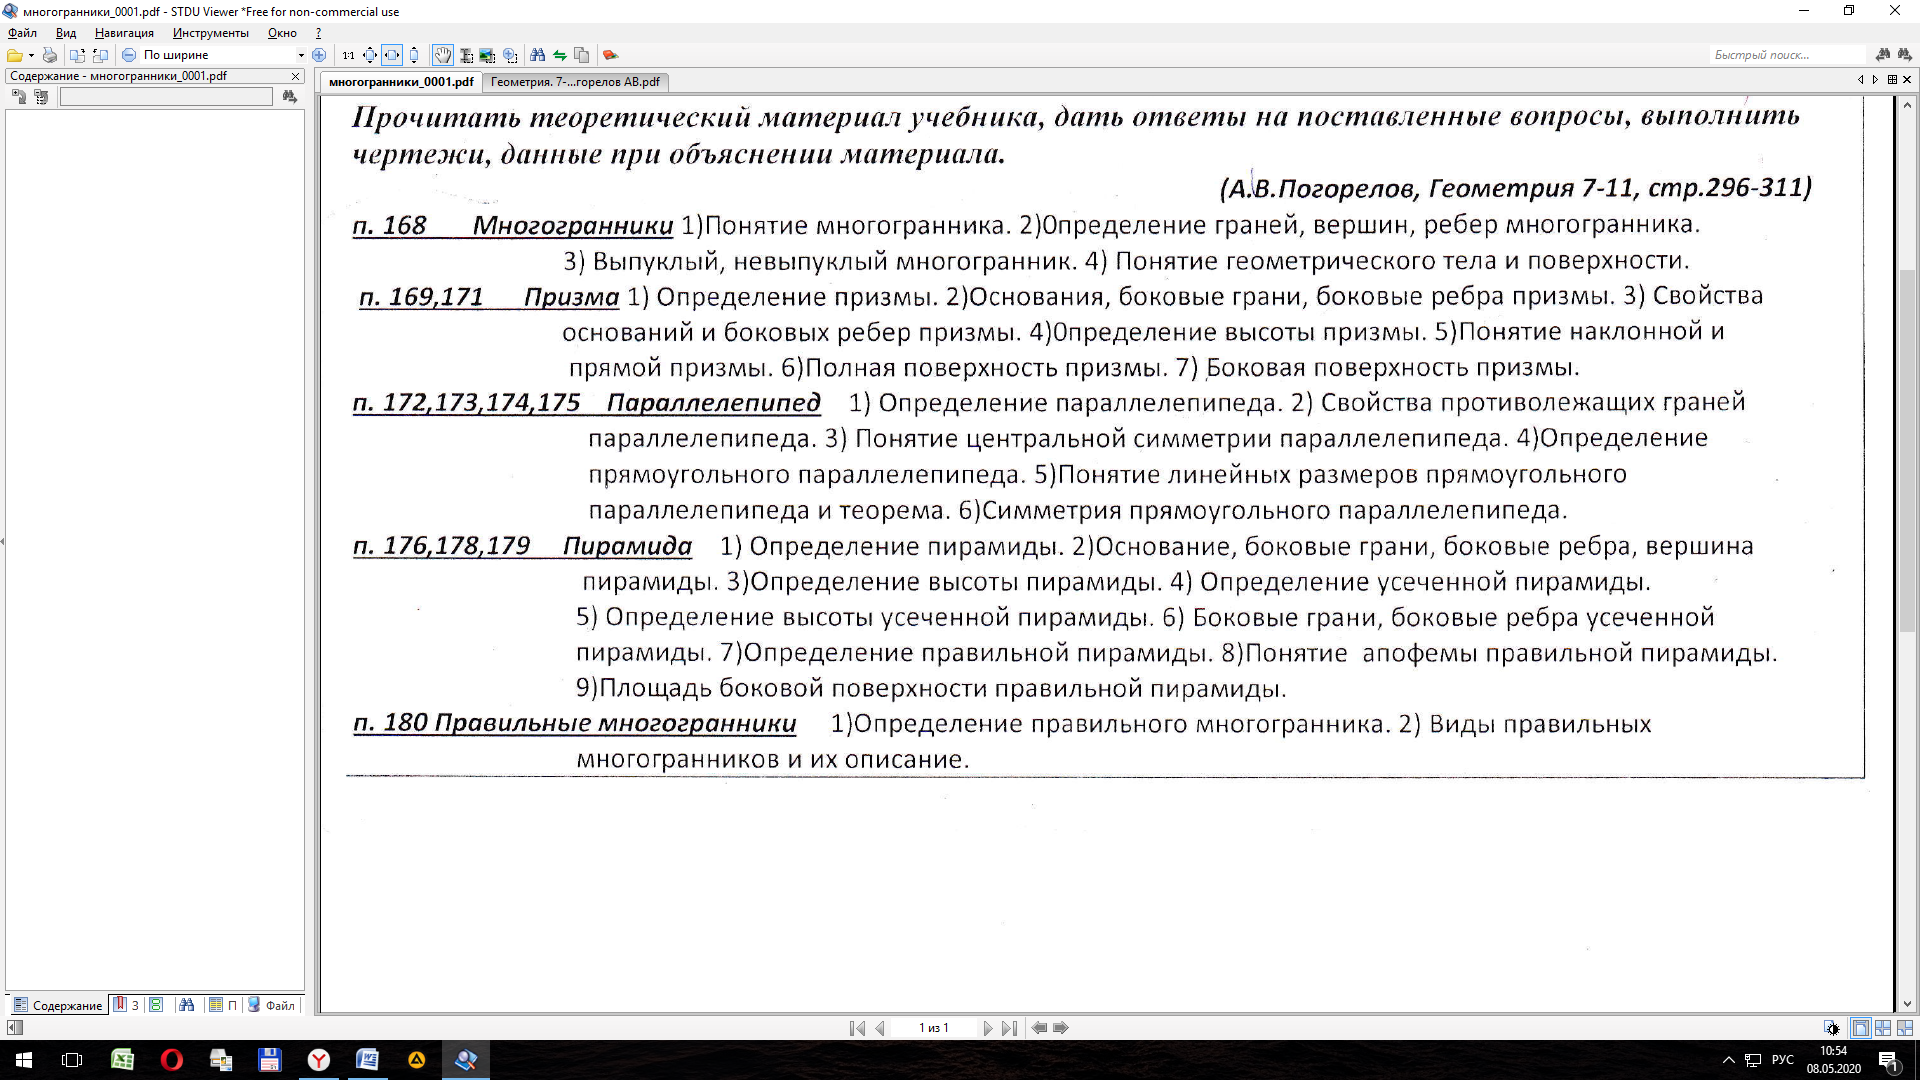 многогранники_0001.pdf - STDU Viewer *Free for non-commercial use
Файл Вид Навигация Инструменты Окно ?
По ширине 1:1 Быстрый поиск...
Содержание - многогранники_0001.pdf
многогранники_0001.pdf Геометрия. 7-...горелов АВ.pdf
Прочитать теоретический материал учебника, дать ответы на поставленные вопросы, выполнить
чертежи, данные при объяснении материала.
(А.В.Погорелов, Геометрия 7-11, стр.296-311)
п. 168 Многогранники 1)Понятие многогранника. 2)Определение граней, вершин, ребер многогранника.
3) Выпуклый, невыпуклый многогранник. 4) Понятие геометрического тела и поверхности.
п. 169,171 Призма 1) Определение призмы. 2)Основания, боковые грани, боковые ребра призмы. 3) Свойства
оснований и боковых ребер призмы. 4)Определение высоты призмы. 5)Понятие наклонной и
прямой призмы. 6)Полная поверхность призмы. 7) Боковая поверхность призмы.
п. 172,173,174,175 Параллелепипед 1) Определение параллелепипеда. 2) Свойства противолежащих граней
параллелепипеда. 3) Понятие центральной симметрии параллелепипеда. 4)Определение
прямоугольного параллелепипеда. 5)Понятие линейных размеров прямоугольного
параллелепипеда и теорема. 6)Симметрия прямоугольного параллелепипеда.
п. 176,178,179 Пирамида 1) Определение пирамиды. 2)Основание, боковые грани, боковые ребра, вершина
пирамиды. 3)Определение высоты пирамиды. 4) Определение усеченной пирамиды.
5) Определение высоты усеченной пирамиды. 6) Боковые грани, боковые ребра усеченной
пирамиды. 7)Определение правильной пирамиды. 8)Понятие апофемы правильной пирамиды.
9)Площадь боковой поверхности правильной пирамиды.
п. 180 Правильные многогранники 1)Определение правильного многогранника. 2) Виды правильных
многогранников и их описание.
Содержание З П Файл
1 из 1
РУС
10:54
08.05.2020
1